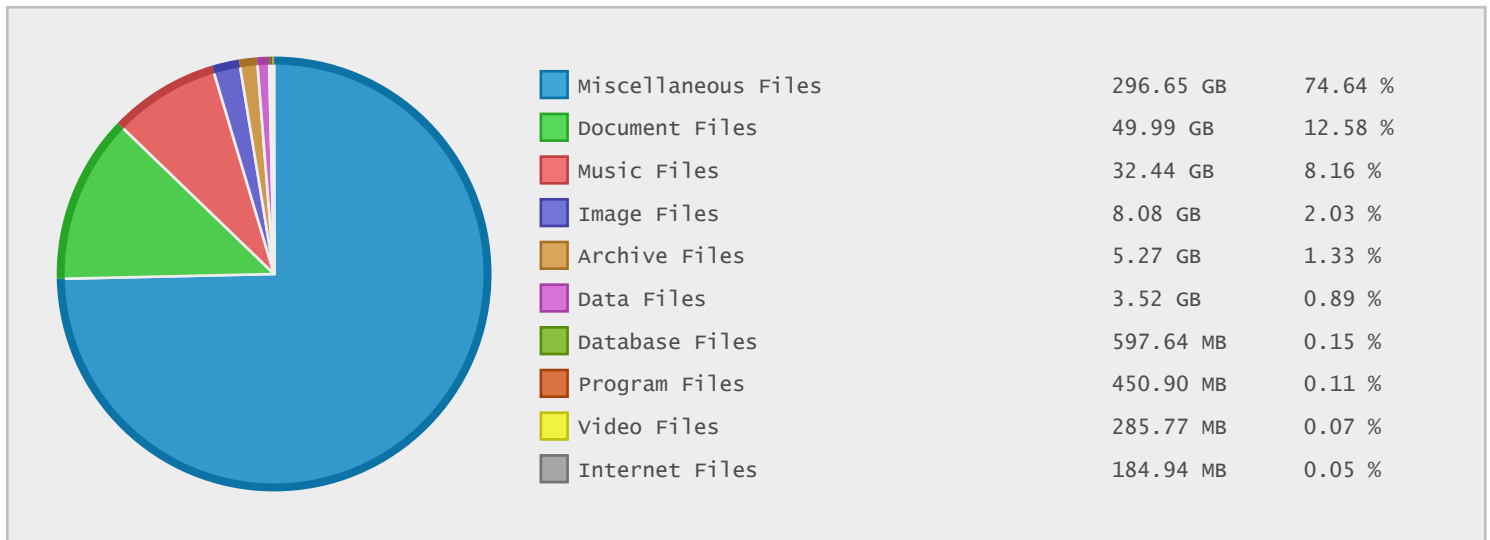 Miscellaneous Files 296.65 GB 74.64 %
Document Files 49.99 GB 12.58 %
Music Files 32.44 GB 8.16 %
Image Files 8.08 GB 2.03 %
Archive Files 5.27 GB 1.33 %
Data Files 3.52 GB 0.89 %
Database Files 597.64 MB 0.15 %
Program Files 450.90 MB 0.11 %
Video Files 285.77 MB 0.07 %
Internet Files 184.94 MB 0.05 %